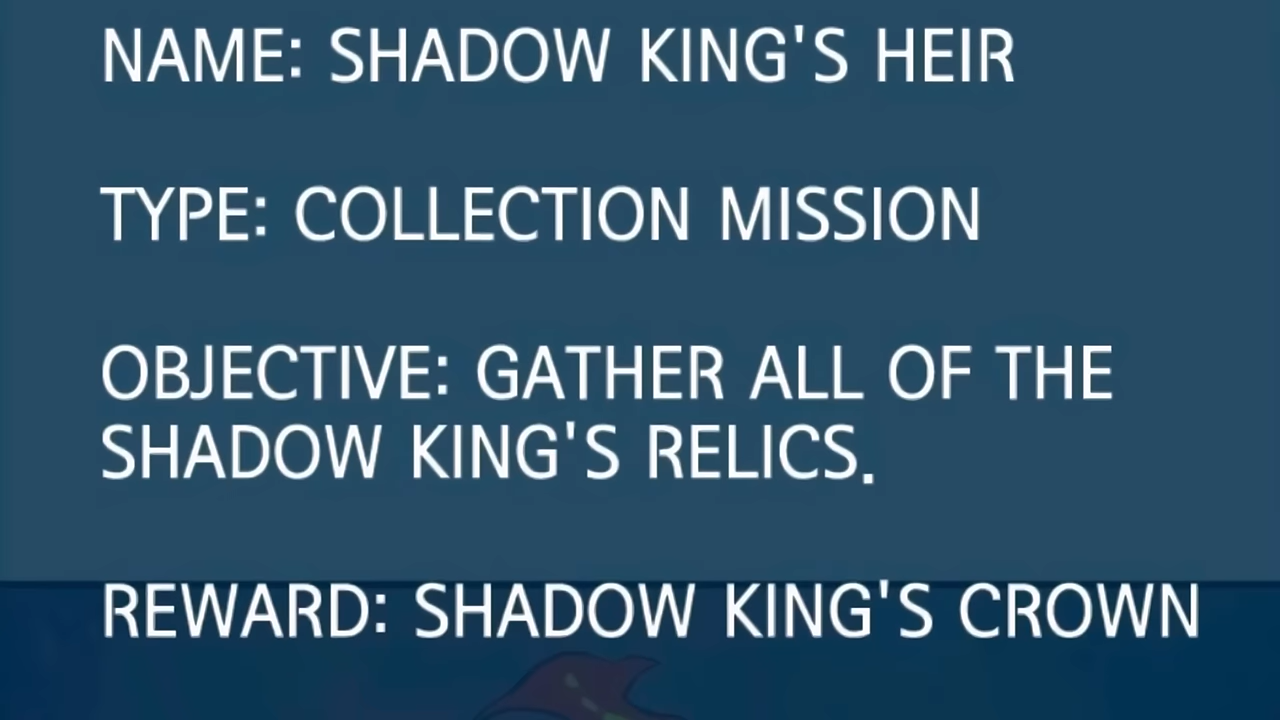 NAME: SHADOW KING'S HEIR
TYPE: COLLECTION MISSION
OBJECTIVE: GATHER ALL OF THE
SHADOW KING'S RELICS.
REWARD: SHADOW KING'S CROWN